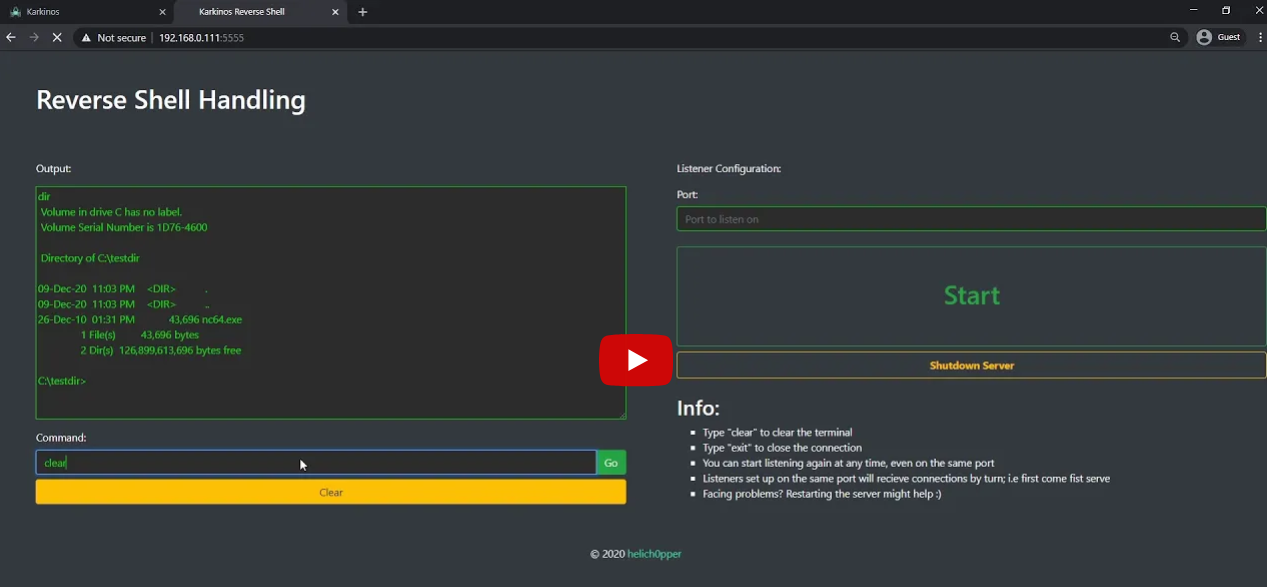 Karkinos
Karkinos Reverse Shell
Not secure
192.168.0.111:5555
Guest
Reverse Shell Handling
Output:
dir
Volume in drive C has no label.
Volume Serial Number is 1D76-4600
Directory of C:\testdir
09-Dec-20 11:03 PM <DIR> .
09-Dec-20 11:03 PM <DIR> ..
26-Dec-10 01:31 PM 43,696 nc64.exe
1 File(s) 43,696 bytes
2 Dir(s) 126,899,613,696 bytes free
C:\testdir>
Command:
clear
Go
Clear
Listener Configuration:
Port:
Port to listen on
Start
Shutdown Server
Info:
Type "clear" to clear the terminal
Type "exit" to close the connection
You can start listening again at any time, even on the same port
Listeners set up on the same port will recieve connections by turn; i.e first come fist serve
Facing problems? Restarting the server might help :)
© 2020 helich0pper